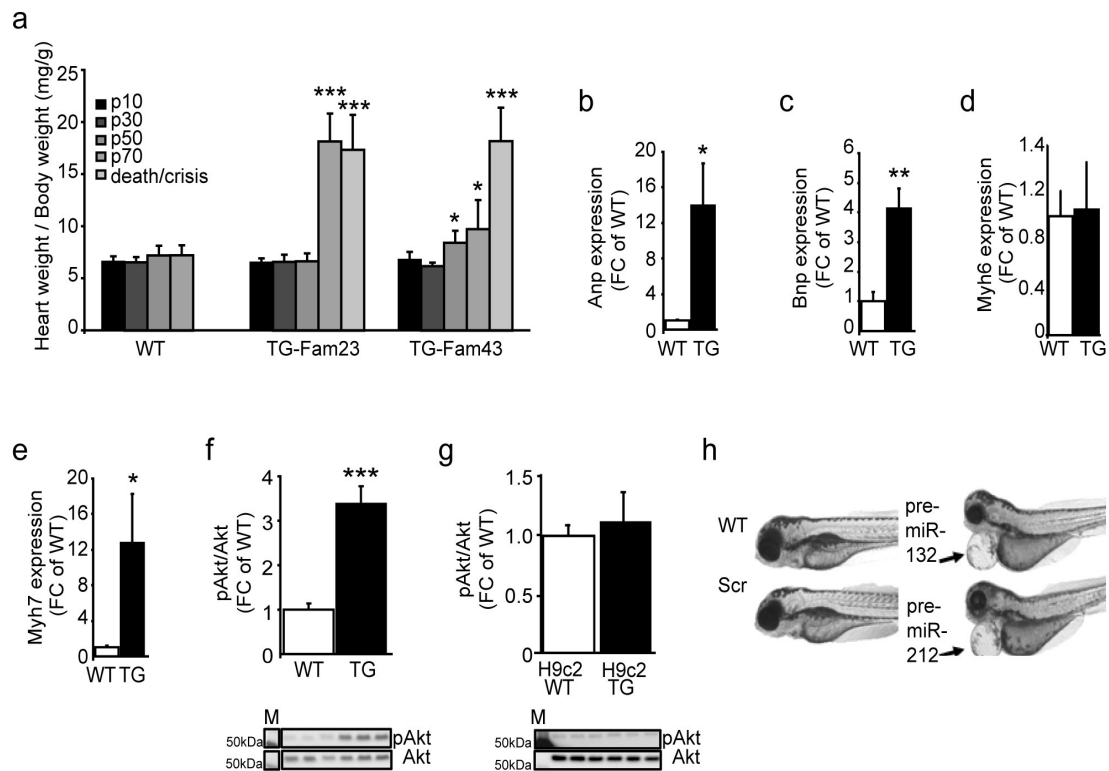 a
Heart weight / Body weight (mg/g)
25
20
15
10
5
0
p10
p30
p50
p70
death/crisis
***
***
*
*
***
WT
TG-Fam23
TG-Fam43
b
Anp expression
(FC of WT)
20
16
12
8
4
0
*
WT TG
c
Bnp expression
(FC of WT)
6
5
4
3
2
1
0
**
WT TG
d
Myh6 expression
(FC of WT)
1.4
1.2
0.8
0.4
0
WT TG
e
Myh7 expression
(FC of WT)
20
16
12
8
4
0
*
WT TG
f
pAkt/Akt
(FC of WT)
4
3
2
1
0
***
WT TG
M
50kDa pAkt
50kDa Akt
g
pAkt/Akt
(FC of WT)
1.5
1.0
0.5
0
H9c2 H9c2
WT TG
M
50kDa pAkt
50kDa Akt
h
WT
Scr
pre-
miR-
132
pre-
miR-
212